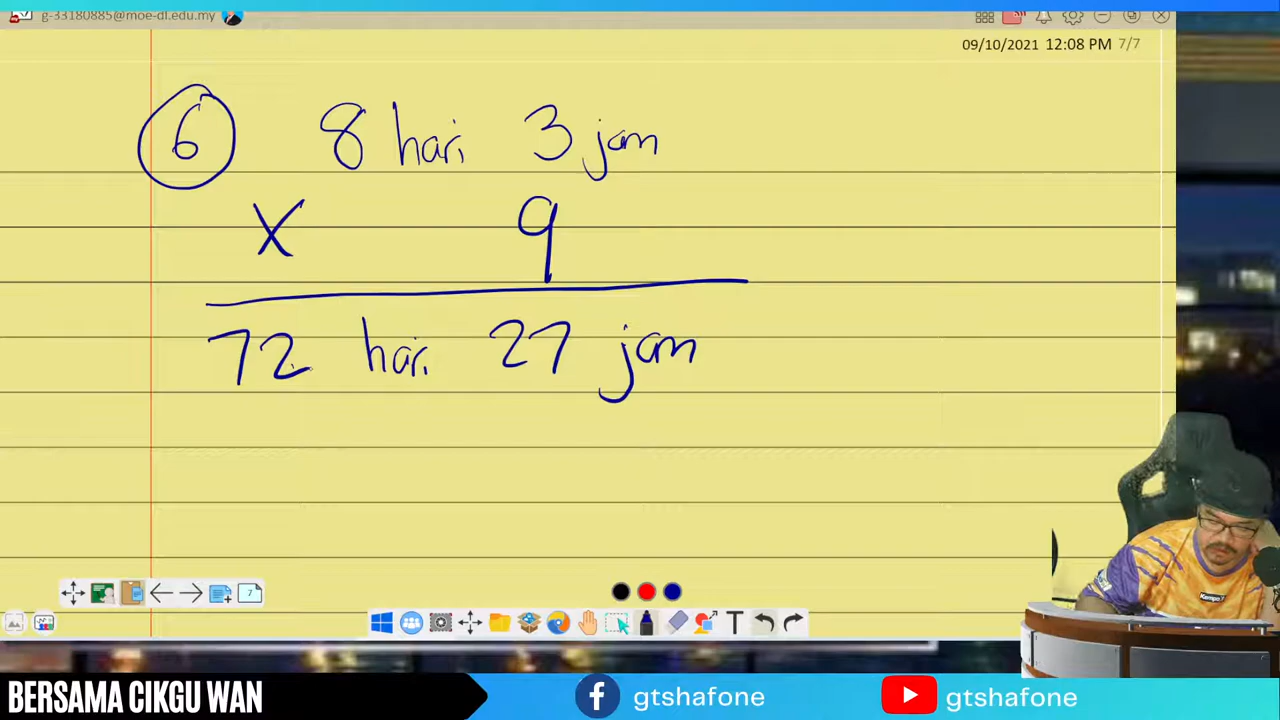 g-33180885@moe-dl.edu.my
09/10/2021 12:08 PM 7/7
6 8 hari 3 jam
X 9
72 hari 27 jam
7
T
BERSAMA CIKGU WAN
gtshafone
gtshafone